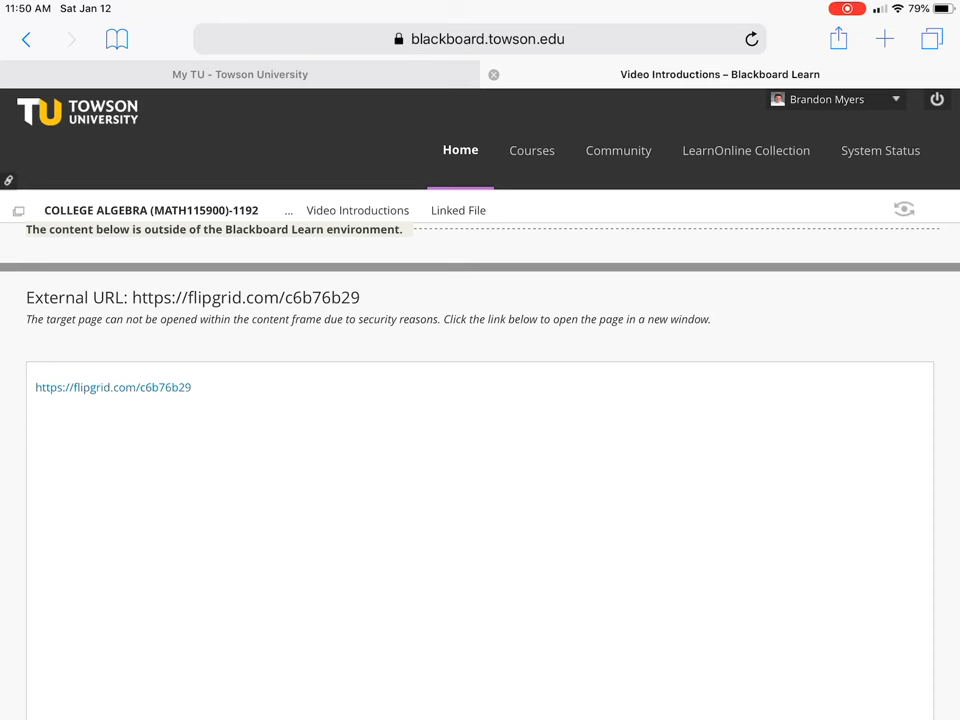 11:50 AM Sat Jan 12
79%
blackboard.towson.edu
My TU - Towson University
Video Introductions – Blackboard Learn
TU TOWSON UNIVERSITY
Brandon Myers
Home Courses Community LearnOnline Collection System Status
COLLEGE ALGEBRA (MATH115900)-1192 ... Video Introductions Linked File
The content below is outside of the Blackboard Learn environment.
External URL: https://flipgrid.com/c6b76b29
The target page can not be opened within the content frame due to security reasons. Click the link below to open the page in a new window.
https://flipgrid.com/c6b76b29